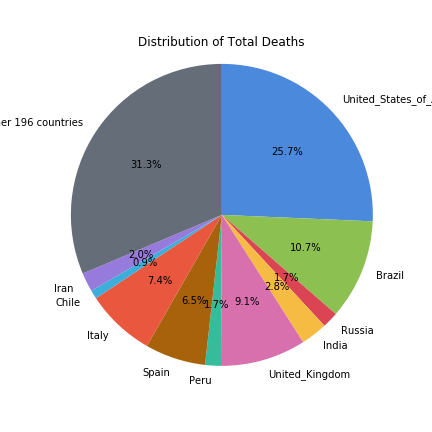 Distribution of Total Deaths
United_States_of_
25.7%
Brazil
10.7%
Russia
1.7%
India
2.8%
United_Kingdom
9.1%
Peru
1.7%
Spain
6.5%
Italy
7.4%
Chile
0.9%
Iran
2.0%
196 countries
31.3%